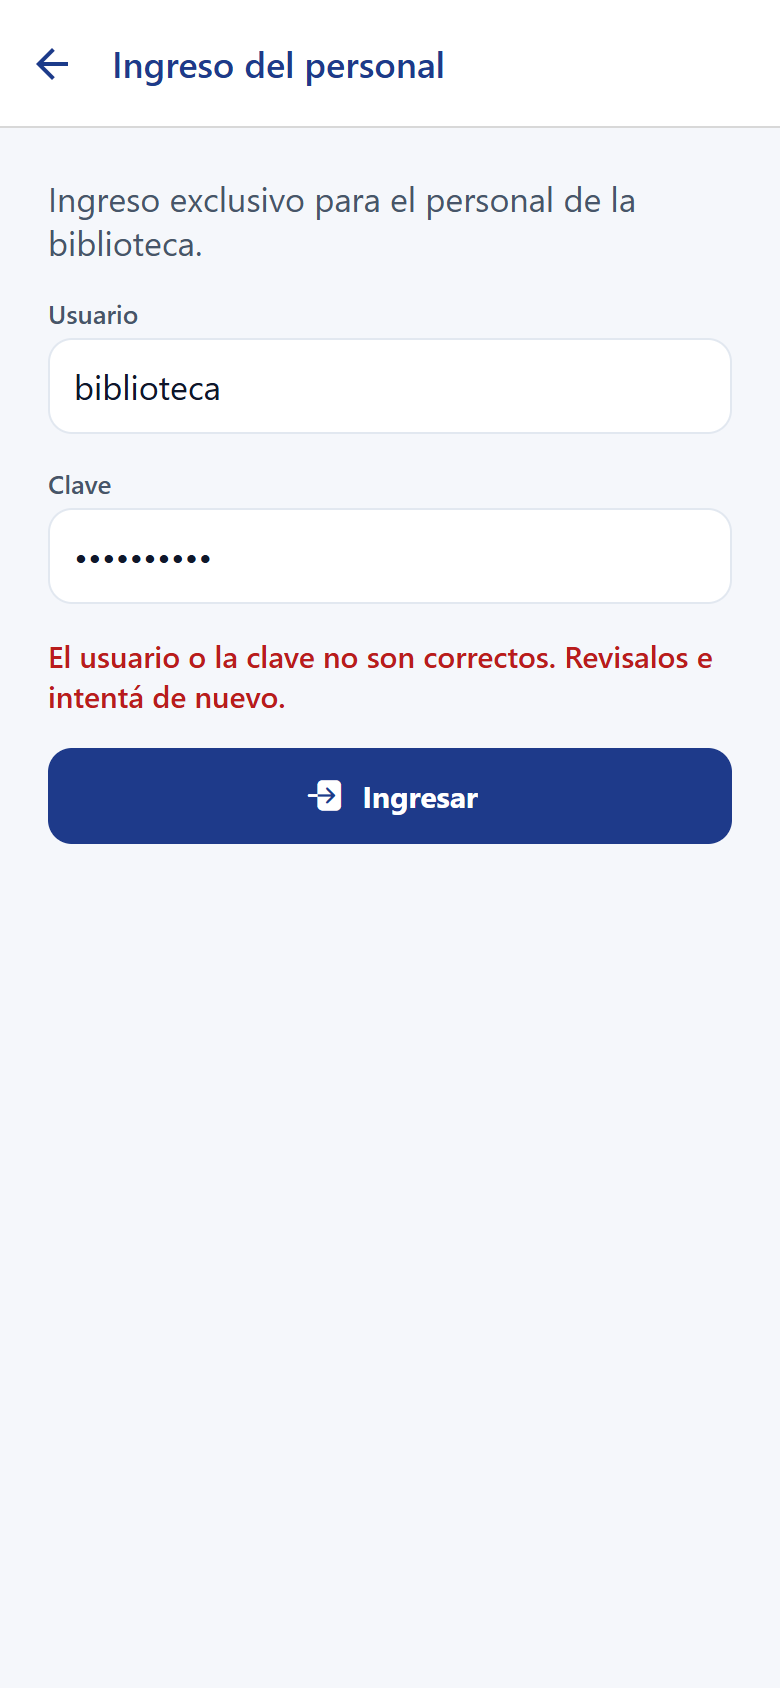 Ingreso del personal
Ingreso exclusivo para el personal de la
biblioteca.
Usuario
biblioteca
Clave
••••••••••
El usuario o la clave no son correctos. Revisalos e
intentá de nuevo.
Ingresar